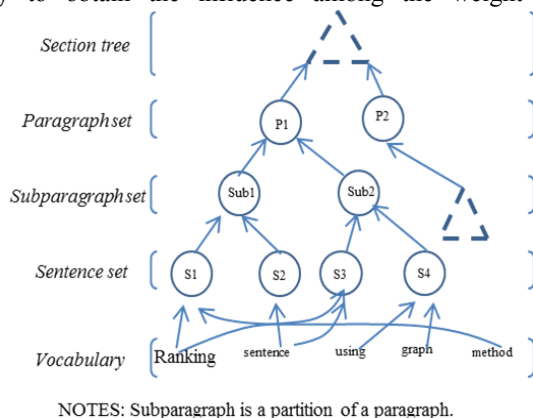 y to obtain the influence among the weight
Section tree
Paragraph set
P1
P2
Subparagraph set
Sub1
Sub2
Sentence set
S1
S2
S3
S4
Vocabulary
Ranking
sentence
using
graph
method
NOTES: Subparagraph is a partition of a paragraph.